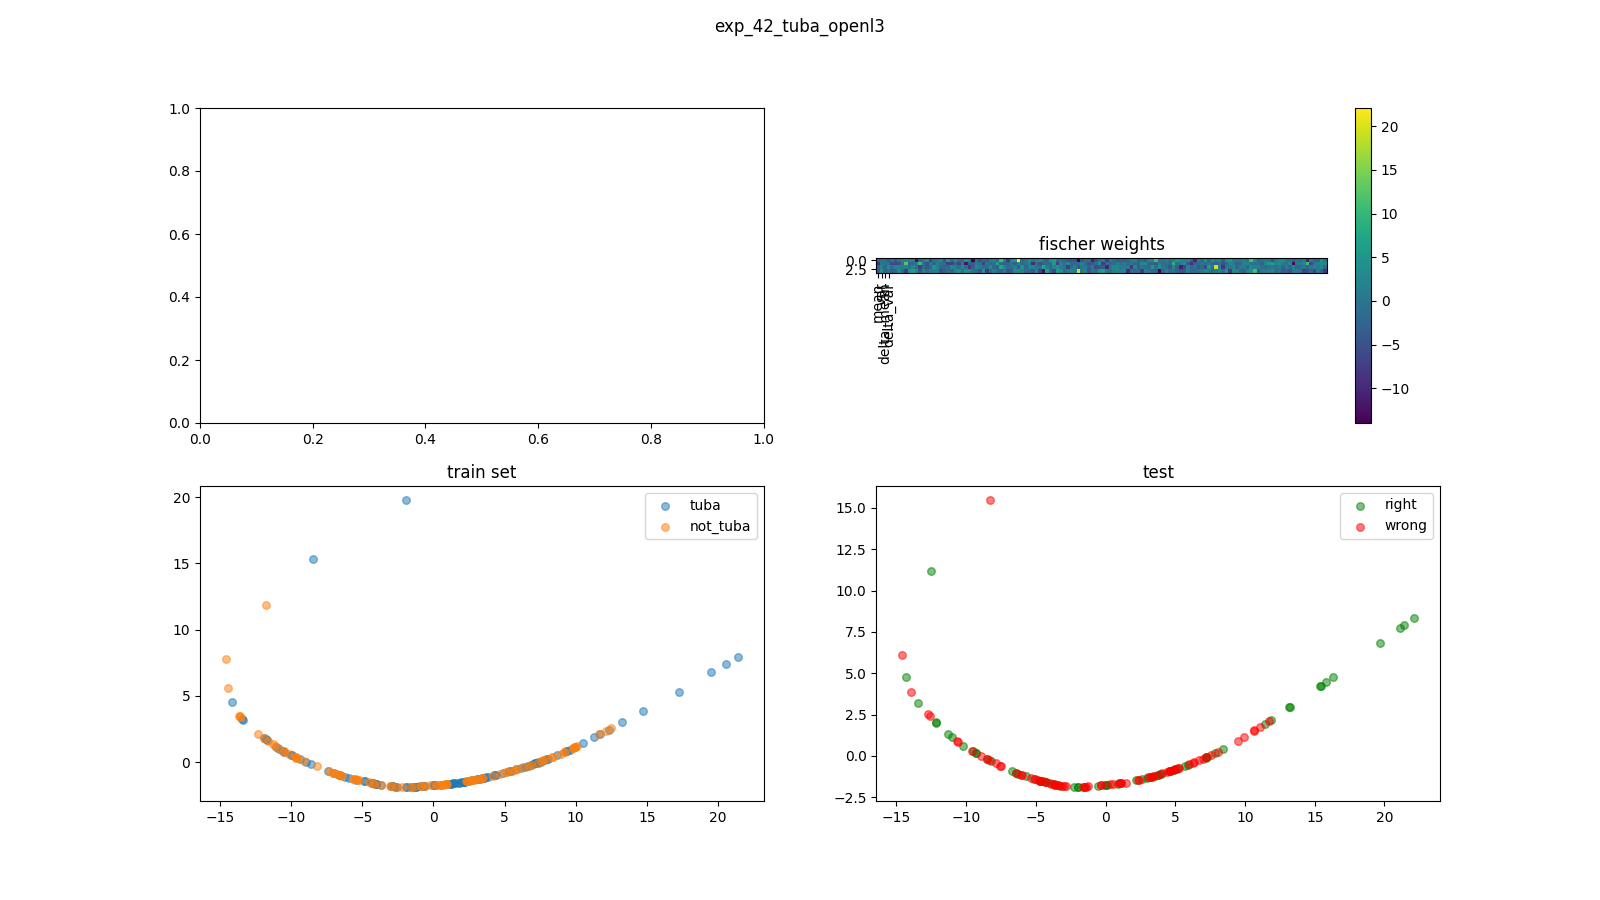 exp_42_tuba_openl3
1.0
0.8
0.6
0.4
0.2
0.0
0.0 0.2 0.4 0.6 0.8 1.0
fischer weights
0.0
2.5
mean
delta_mean
delta_var
20
15
10
5
0
−5
−10
train set
tuba
not_tuba
20
15
10
5
0
−15 −10 −5 0 5 10 15 20
test
right
wrong
15.0
12.5
10.0
7.5
5.0
2.5
0.0
−2.5
−15 −10 −5 0 5 10 15 20